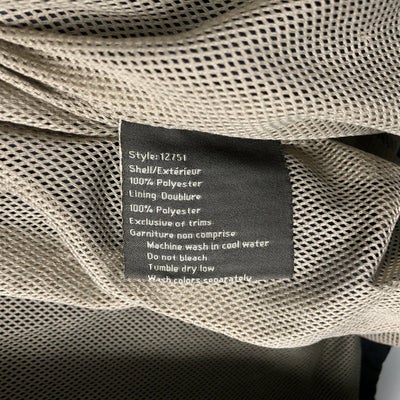 Style: 12751
Shell/Extérieur
100% Polyester
Lining Doublure
100% Polyester
Exclusive of trims
Garniture non comprise
Machine wash in cool water
Do not bleach
Tumble dry low
Wash colors separately